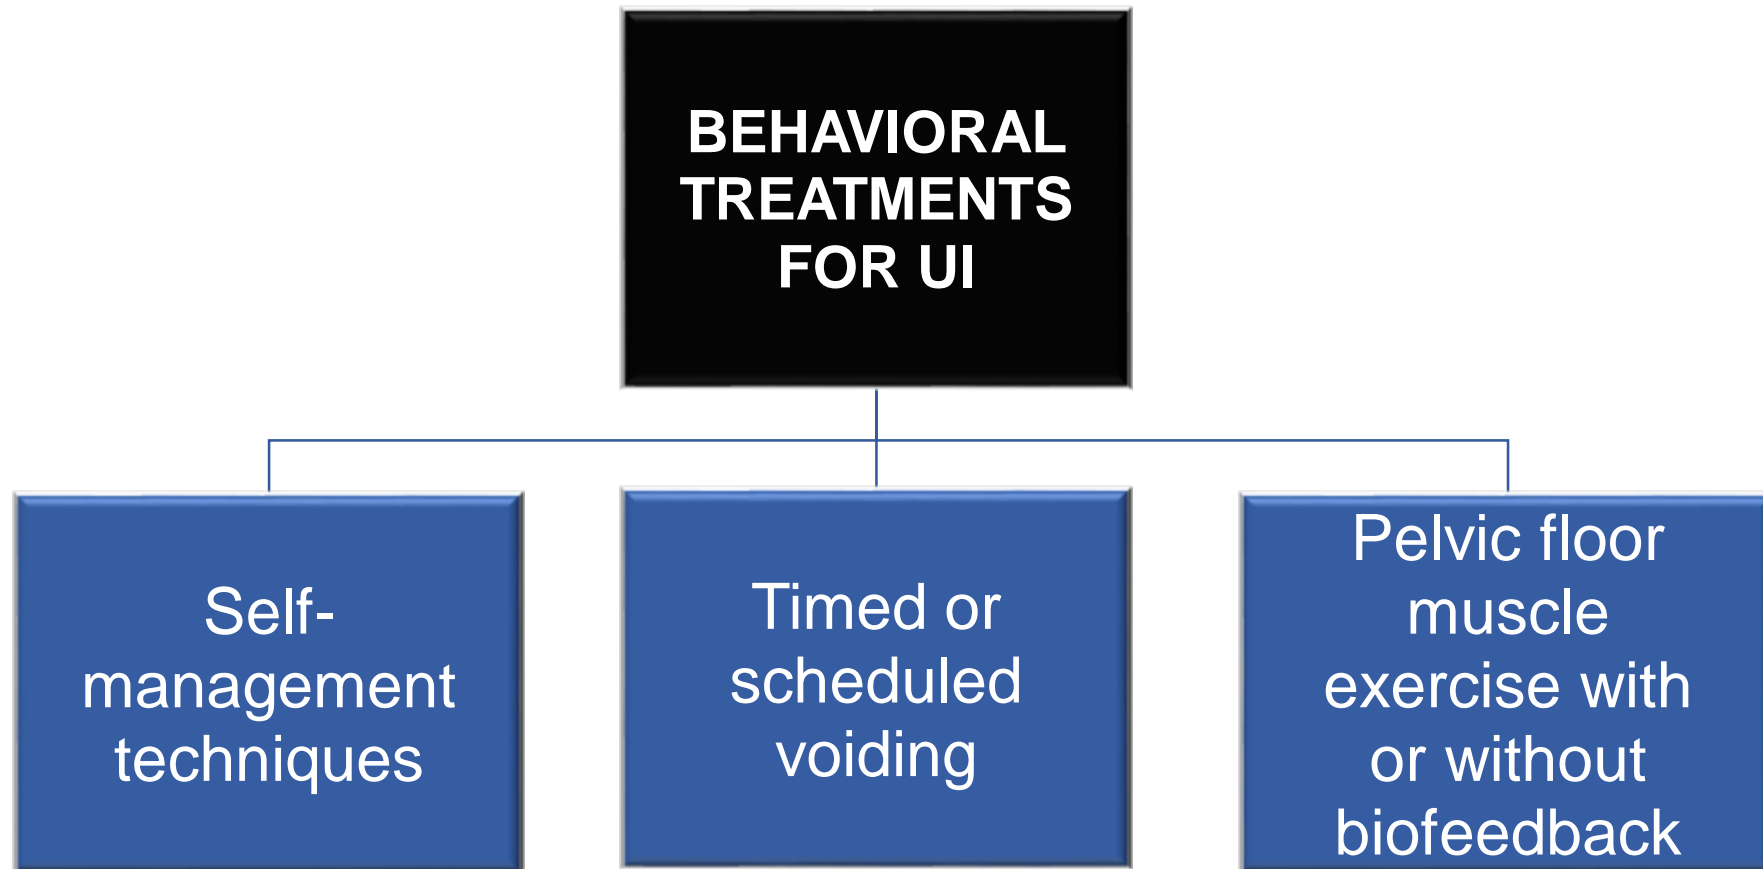 BEHAVIORAL
TREATMENTS
FOR UI
Self-
management
techniques
Timed or
scheduled
voiding
Pelvic floor
muscle
exercise with
or without
biofeedback